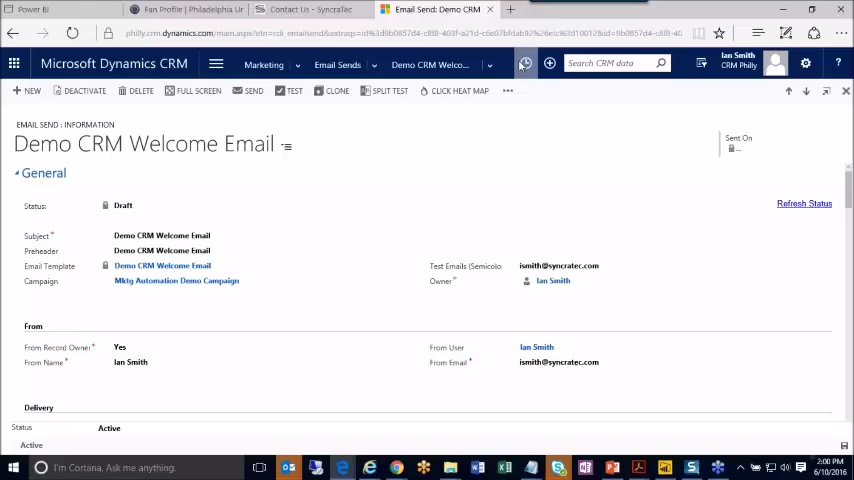 Power BI
Fan Profile | Philadelphia Ur
Contact Us - SyncraTec
Email Send: Demo CRM
philly.crm.dynamics.com
Microsoft Dynamics CRM
Marketing
Email Sends
Demo CRM Welco...
Search CRM data
Ian Smith
CRM Philly
?
NEW
DEACTIVATE
DELETE
FULL SCREEN
SEND
TEST
CLONE
SPLIT TEST
CLICK HEAT MAP
EMAIL SEND : INFORMATION
Demo CRM Welcome Email
Sent On
--
General
Status: Draft
Refresh Status
Subject* Demo CRM Welcome Email
Preheader Demo CRM Welcome Email
Email Template Demo CRM Welcome Email
Test Emails (Semicolo: ismith@syncratec.com
Campaign Mktg Automation Demo Campaign
Owner* Ian Smith
From
From Record Owner* Yes
From User Ian Smith
From Name* Ian Smith
From Email* ismith@syncratec.com
Delivery
Status Active
Active
I'm Cortana. Ask me anything.
2:00 PM
6/10/2016